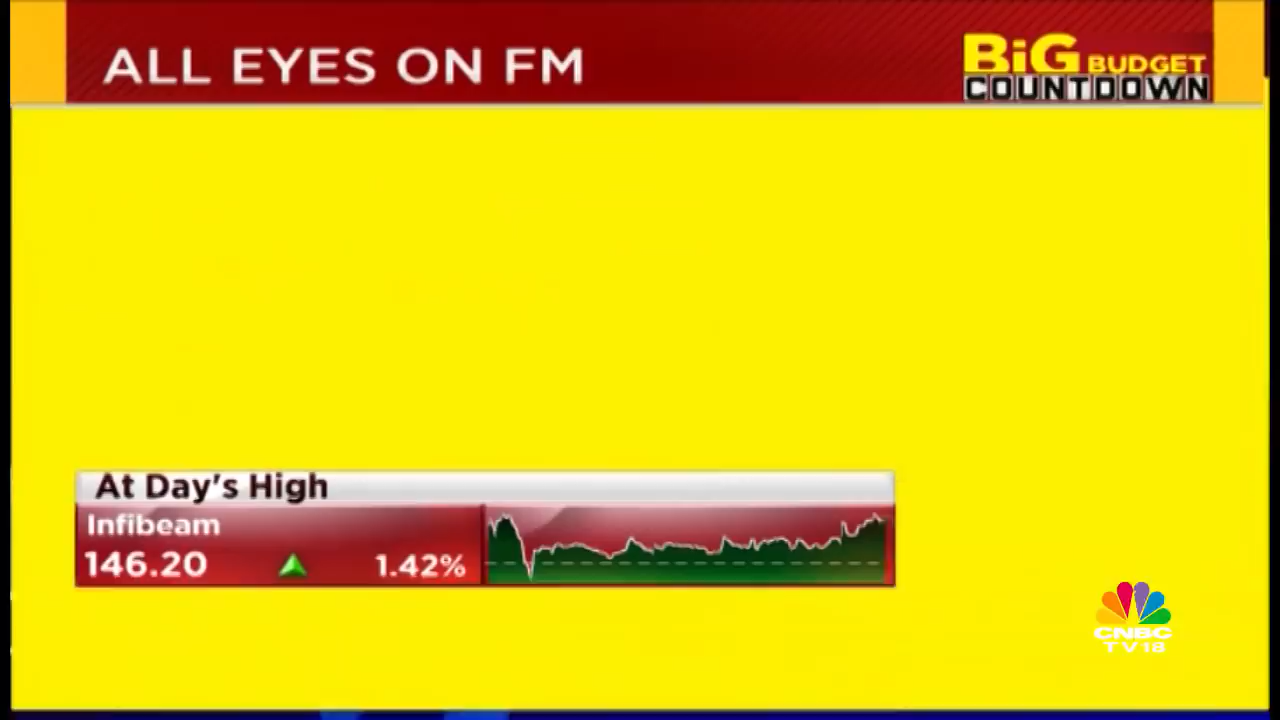 ALL EYES ON FM
BiG BUDGET
COUNTDOWN
At Day's High
Infibeam
146.20 1.42%
CNBC
TV18